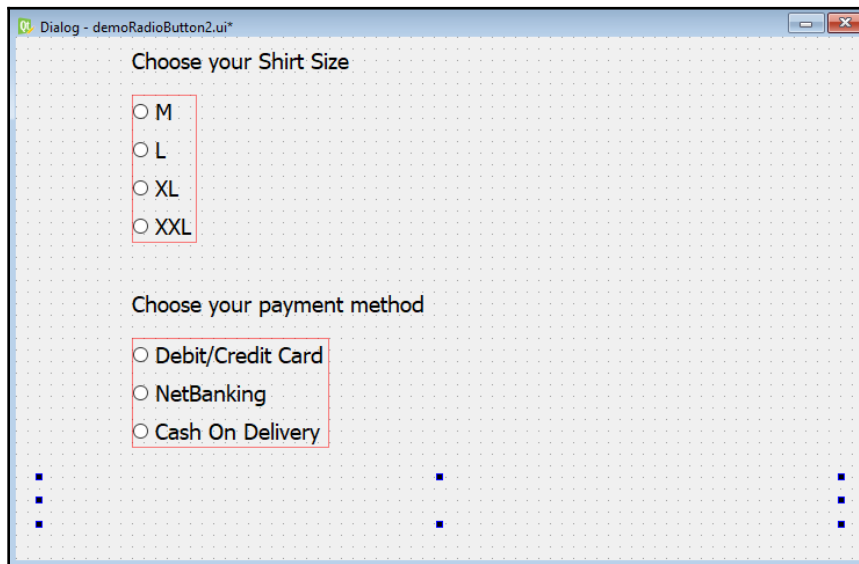 Dialog - demoRadioButton2.ui*
Choose your Shirt Size
M
L
XL
XXL
Choose your payment method
Debit/Credit Card
NetBanking
Cash On Delivery